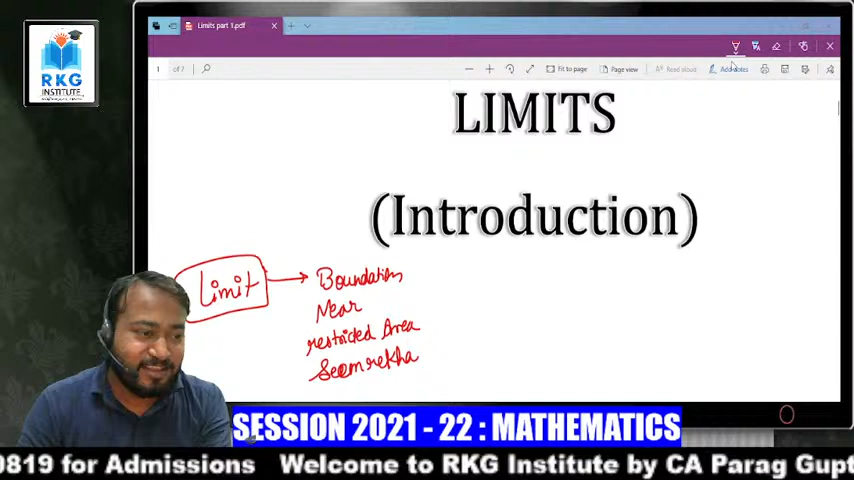 Limits part 1.pdf
1 of 7
Fit to page
Page view
Read aloud
Add notes
RKG
INSTITUTE
LIMITS
(Introduction)
Limit
Boundation
Near
restricted Area
Seemrekha
SESSION 2021 - 22 : MATHEMATICS
0819 for Admissions Welcome to RKG Institute by CA Parag Gupt